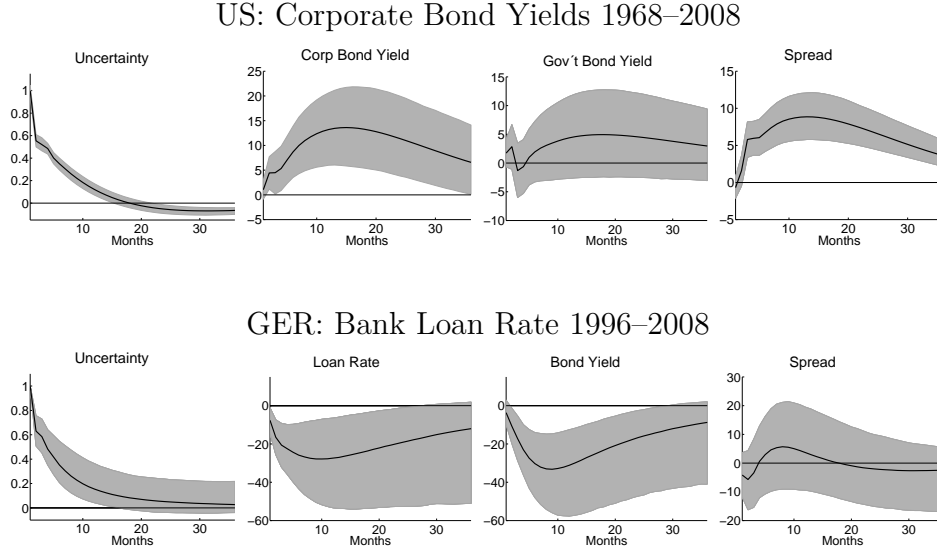 US: Corporate Bond Yields 1968–2008
Uncertainty
Corp Bond Yield
Gov´t Bond Yield
Spread
1
0.8
0.6
0.4
0.2
0
10 20 30
Months
25
20
15
10
5
0
−5
10 20 30
Months
15
10
5
0
−5
−10
10 20 30
Months
15
10
5
0
−5
10 20 30
Months
GER: Bank Loan Rate 1996–2008
Uncertainty
Loan Rate
Bond Yield
Spread
1
0.8
0.6
0.4
0.2
0
10 20 30
Months
0
−20
−40
−60
10 20 30
Months
0
−20
−40
−60
10 20 30
Months
30
20
10
0
−10
−20
10 20 30
Months